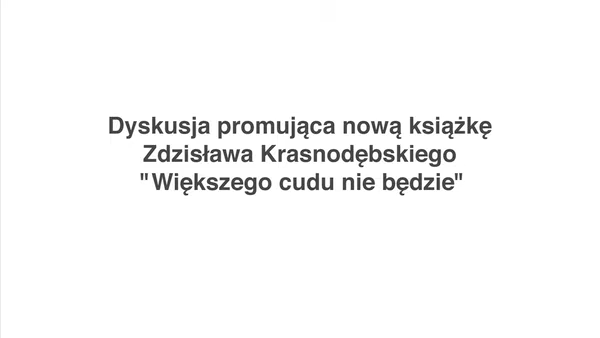 Dyskusja promująca nową książkę
Zdzisława Krasnodębskiego
"Większego cudu nie będzie"